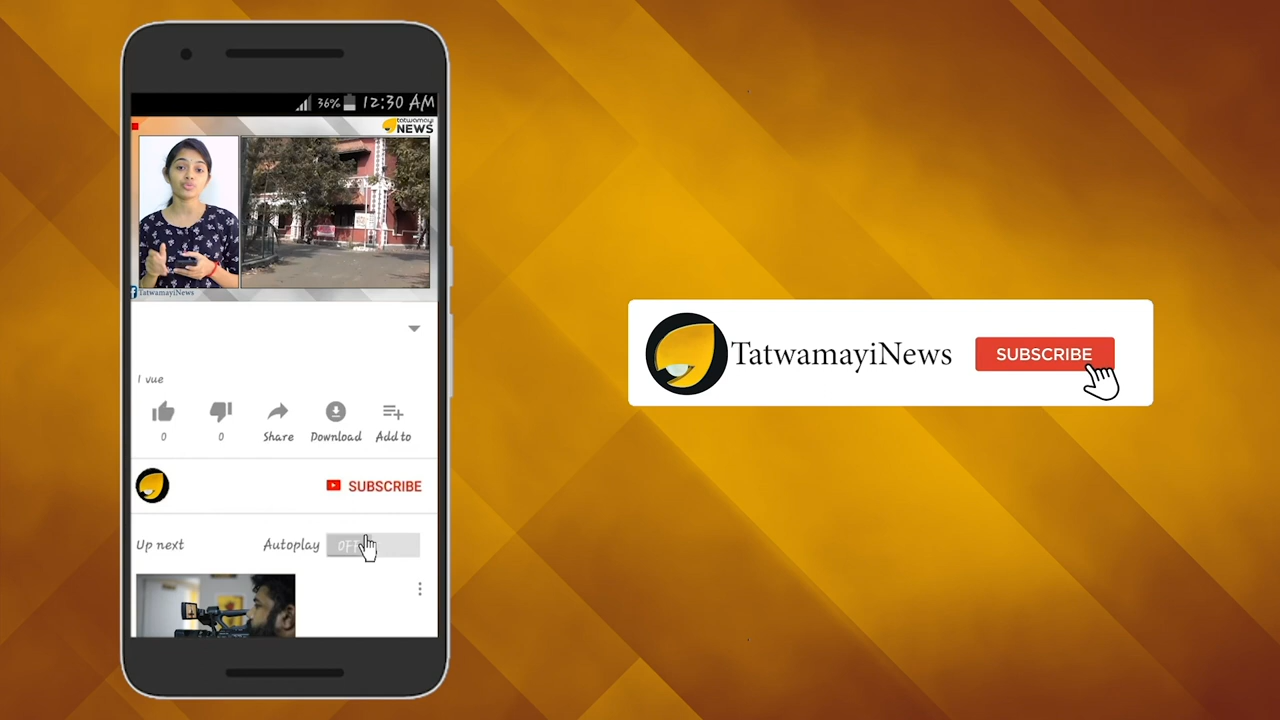 36% 12:30 AM
tatwamayi
NEWS
TatwamayiNews
1 vue
0 0 Share Download Add to
SUBSCRIBE
Up next Autoplay OFF
TatwamayiNews SUBSCRIBE